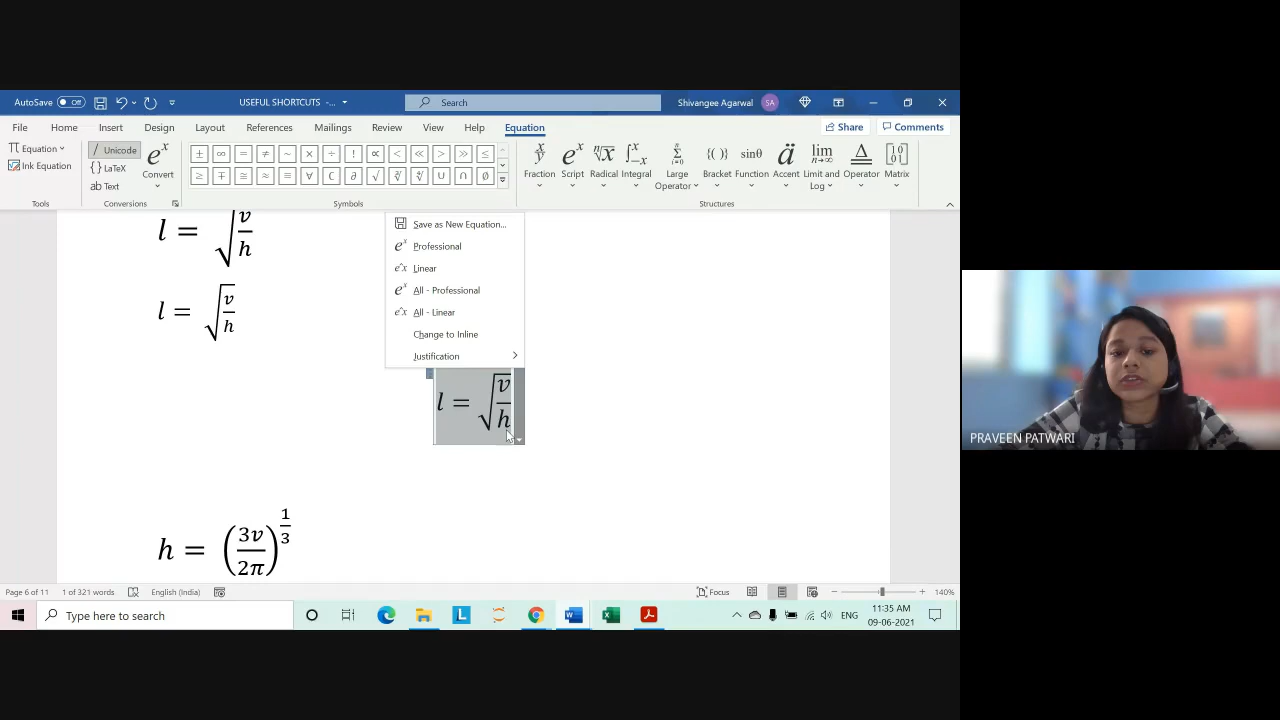 AutoSave Off USEFUL SHORTCUTS -... Search Shivangee Agarwal SA
File Home Insert Design Layout References Mailings Review View Help Equation Share Comments
Equation
Ink Equation
Tools
Unicode
LaTeX
Text
Convert
Conversions
± ∞ = ≠ ~ × ÷ ! ∝ < ≪ > ≫ ≤
≥ ∓ ≅ ≈ ≡ ∀ ∁ ∂ √ ∛ ∜ ∪ ∩ ∅
Symbols
Fraction Script Radical Integral Large Operator Bracket Function Accent Limit and Log Operator Matrix
Structures
l = √(v/h)
l = √(v/h)
Save as New Equation...
Professional
Linear
All - Professional
All - Linear
Change to Inline
Justification
l = √(v/h)
h = (3v/2π)^(1/3)
PRAVEEN PATWARI
Page 6 of 11 1 of 321 words English (India) Focus 140%
Type here to search ENG 11:35 AM
09-06-2021